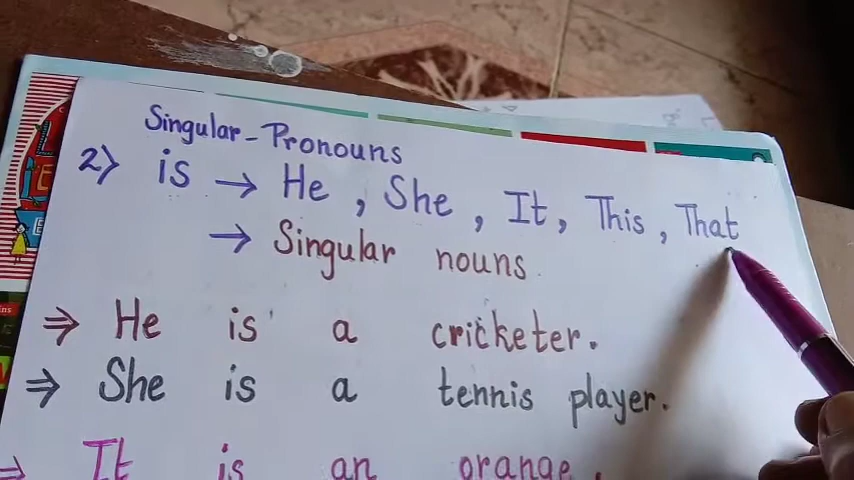 Singular-Pronouns
2) is → He, She, It, This, That
→ Singular nouns
⇒ He is a cricketer.
⇒ She is a tennis player.
⇒ It is an orange.